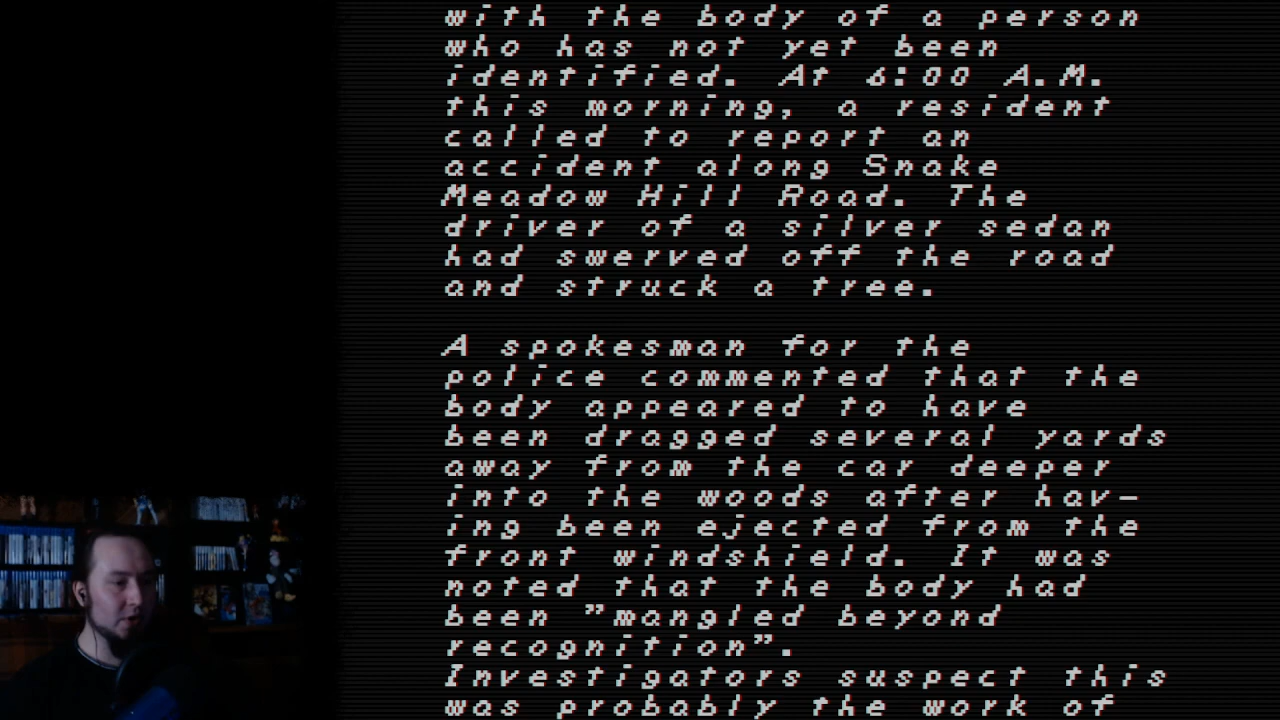 with the body of a person
who has not yet been
identified. At 6:00 A.M.
this morning, a resident
called to report an
accident along Snake
Meadow Hill Road. The
driver of a silver sedan
had swerved off the road
and struck a tree.
A spokesman for the
police commented that the
body appeared to have
been dragged several yards
away from the car deeper
into the woods after hav-
ing been ejected from the
front windshield. It was
noted that the body had
been "mangled beyond
recognition".
Investigators suspect this
was probably the work of